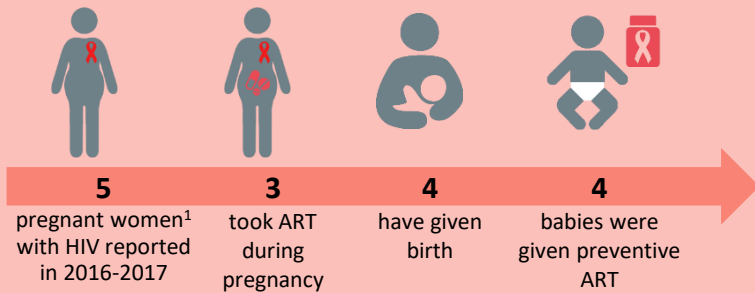 5
pregnant women¹
with HIV reported
in 2016-2017
3
took ART
during
pregnancy
4
have given
birth
4
babies were
given preventive
ART